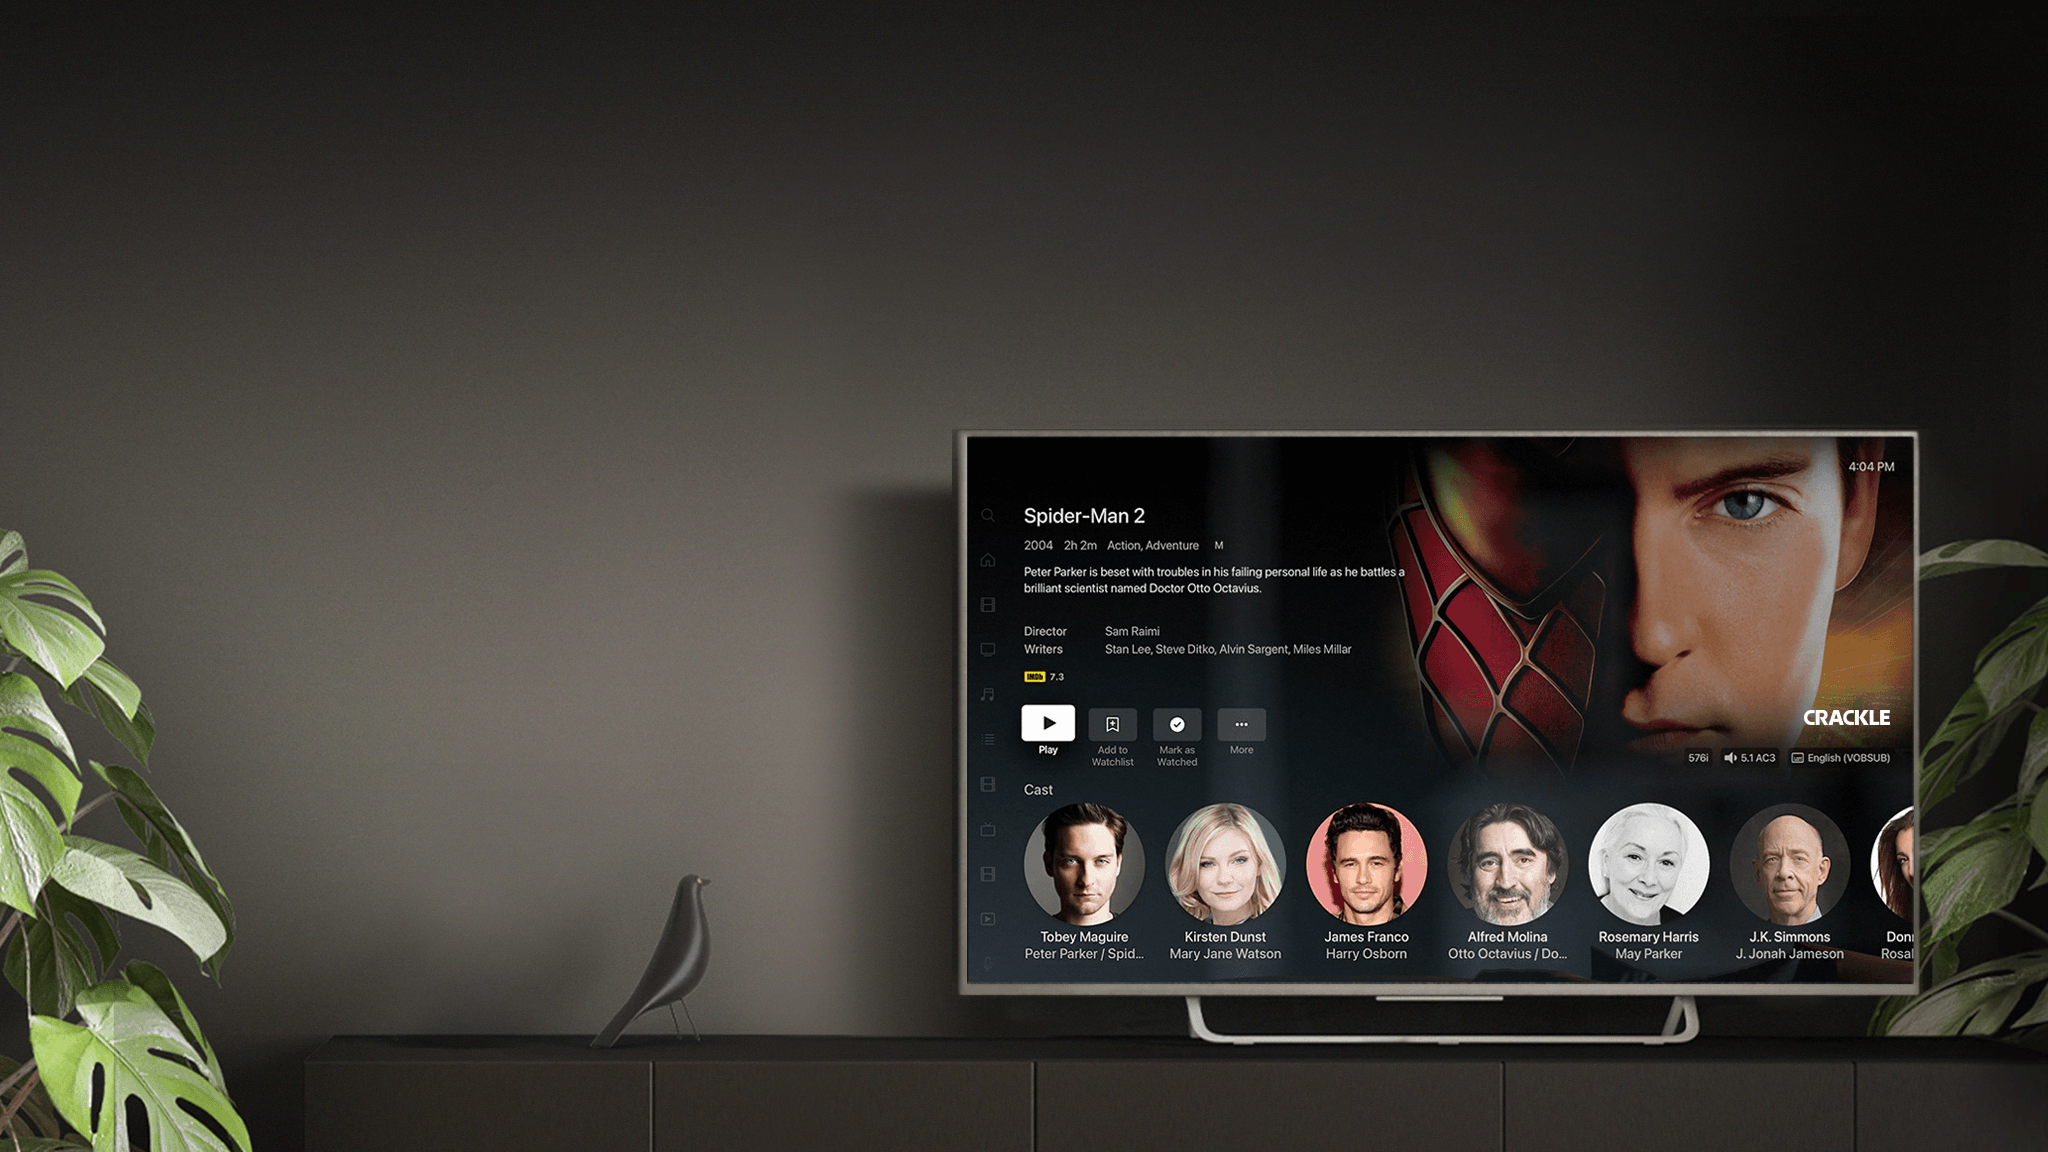 4:04 PM
Spider-Man 2
2004 2h 2m Action, Adventure M
Peter Parker is beset with troubles in his failing personal life as he battles a
brilliant scientist named Doctor Otto Octavius.
Director Sam Raimi
Writers Stan Lee, Steve Ditko, Alvin Sargent, Miles Millar
IMDb 7.3
CRACKLE
Play
Add to
Watchlist
Mark as
Watched
More
576i 5.1 AC3 English (VOBSUB)
Cast
Tobey Maguire
Peter Parker / Spid...
Kirsten Dunst
Mary Jane Watson
James Franco
Harry Osborn
Alfred Molina
Otto Octavius / Do...
Rosemary Harris
May Parker
J.K. Simmons
J. Jonah Jameson
Donn
Rosal